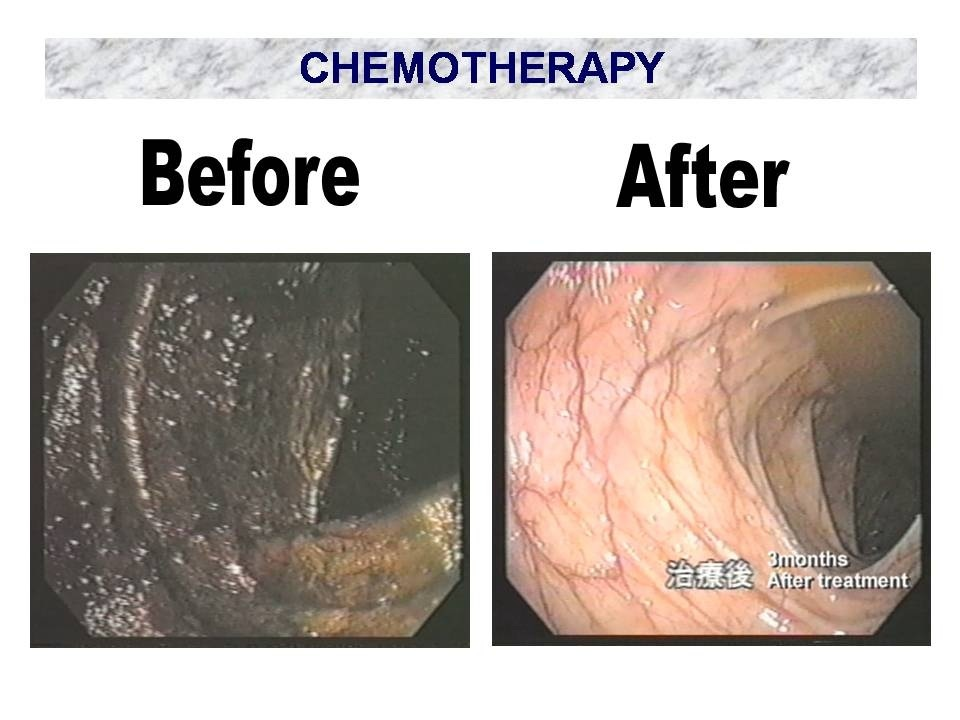 CHEMOTHERAPY
Before
After
治療後
3months
After treatment